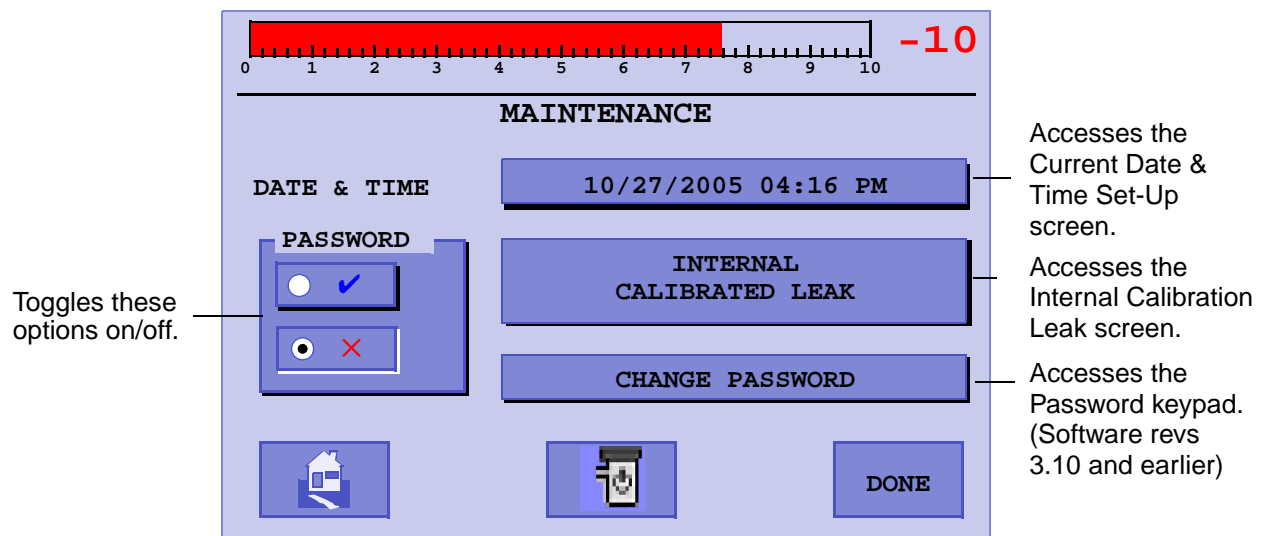 -10
0 1 2 3 4 5 6 7 8 9 10
MAINTENANCE
DATE & TIME
10/27/2005 04:16 PM
Accesses the
Current Date &
Time Set-Up
screen.
PASSWORD
Toggles these
options on/off.
INTERNAL
CALIBRATED LEAK
Accesses the
Internal Calibration
Leak screen.
CHANGE PASSWORD
Accesses the
Password keypad.
(Software revs
3.10 and earlier)
DONE